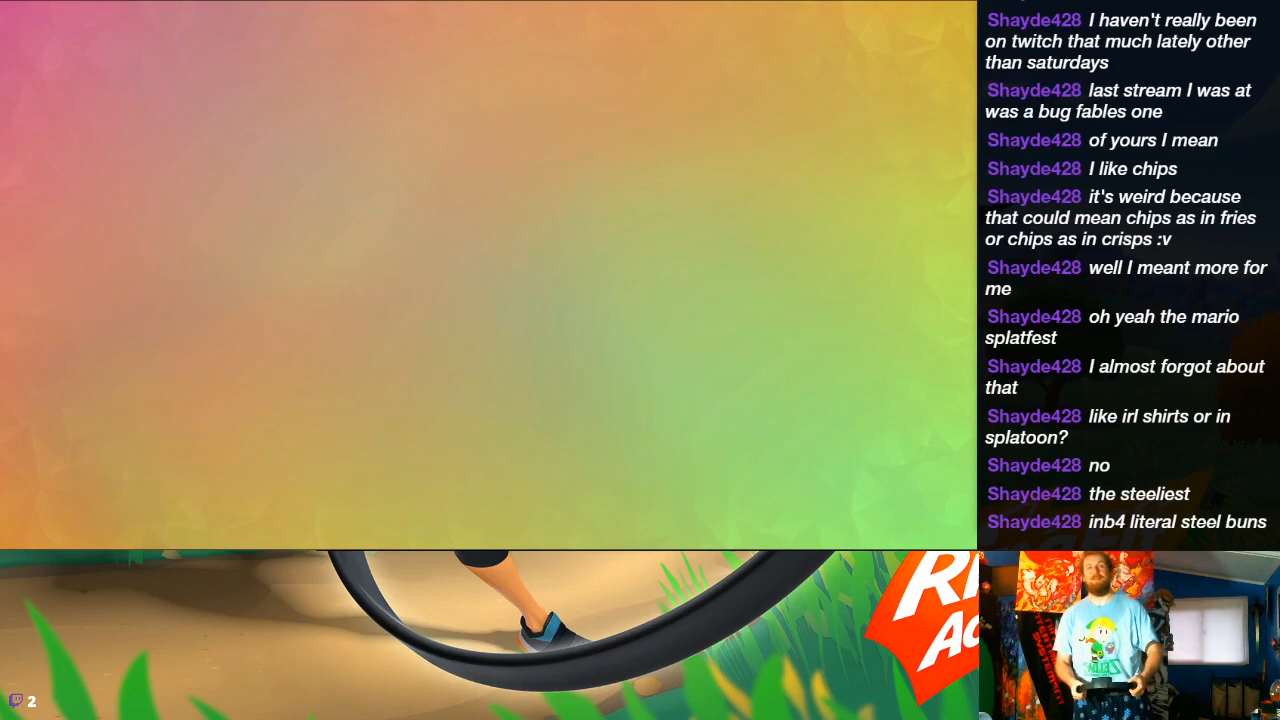 Shayde428 I haven't really been
on twitch that much lately other
than saturdays
Shayde428 last stream I was at
was a bug fables one
Shayde428 of yours I mean
Shayde428 I like chips
Shayde428 it's weird because
that could mean chips as in fries
or chips as in crisps :v
Shayde428 well I meant more for
me
Shayde428 oh yeah the mario
splatfest
Shayde428 I almost forgot about
that
Shayde428 like irl shirts or in
splatoon?
Shayde428 no
Shayde428 the steeliest
Shayde428 inb4 literal steel buns
2